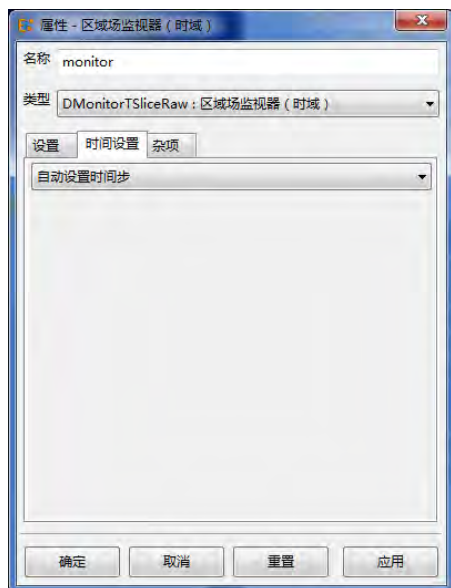 属性 - 区域场监视器（时域）
名称 monitor
类型 DMonitorTSliceRaw : 区域场监视器（时域）
设置 时间设置 杂项
自动设置时间步
确定 取消 重置 应用